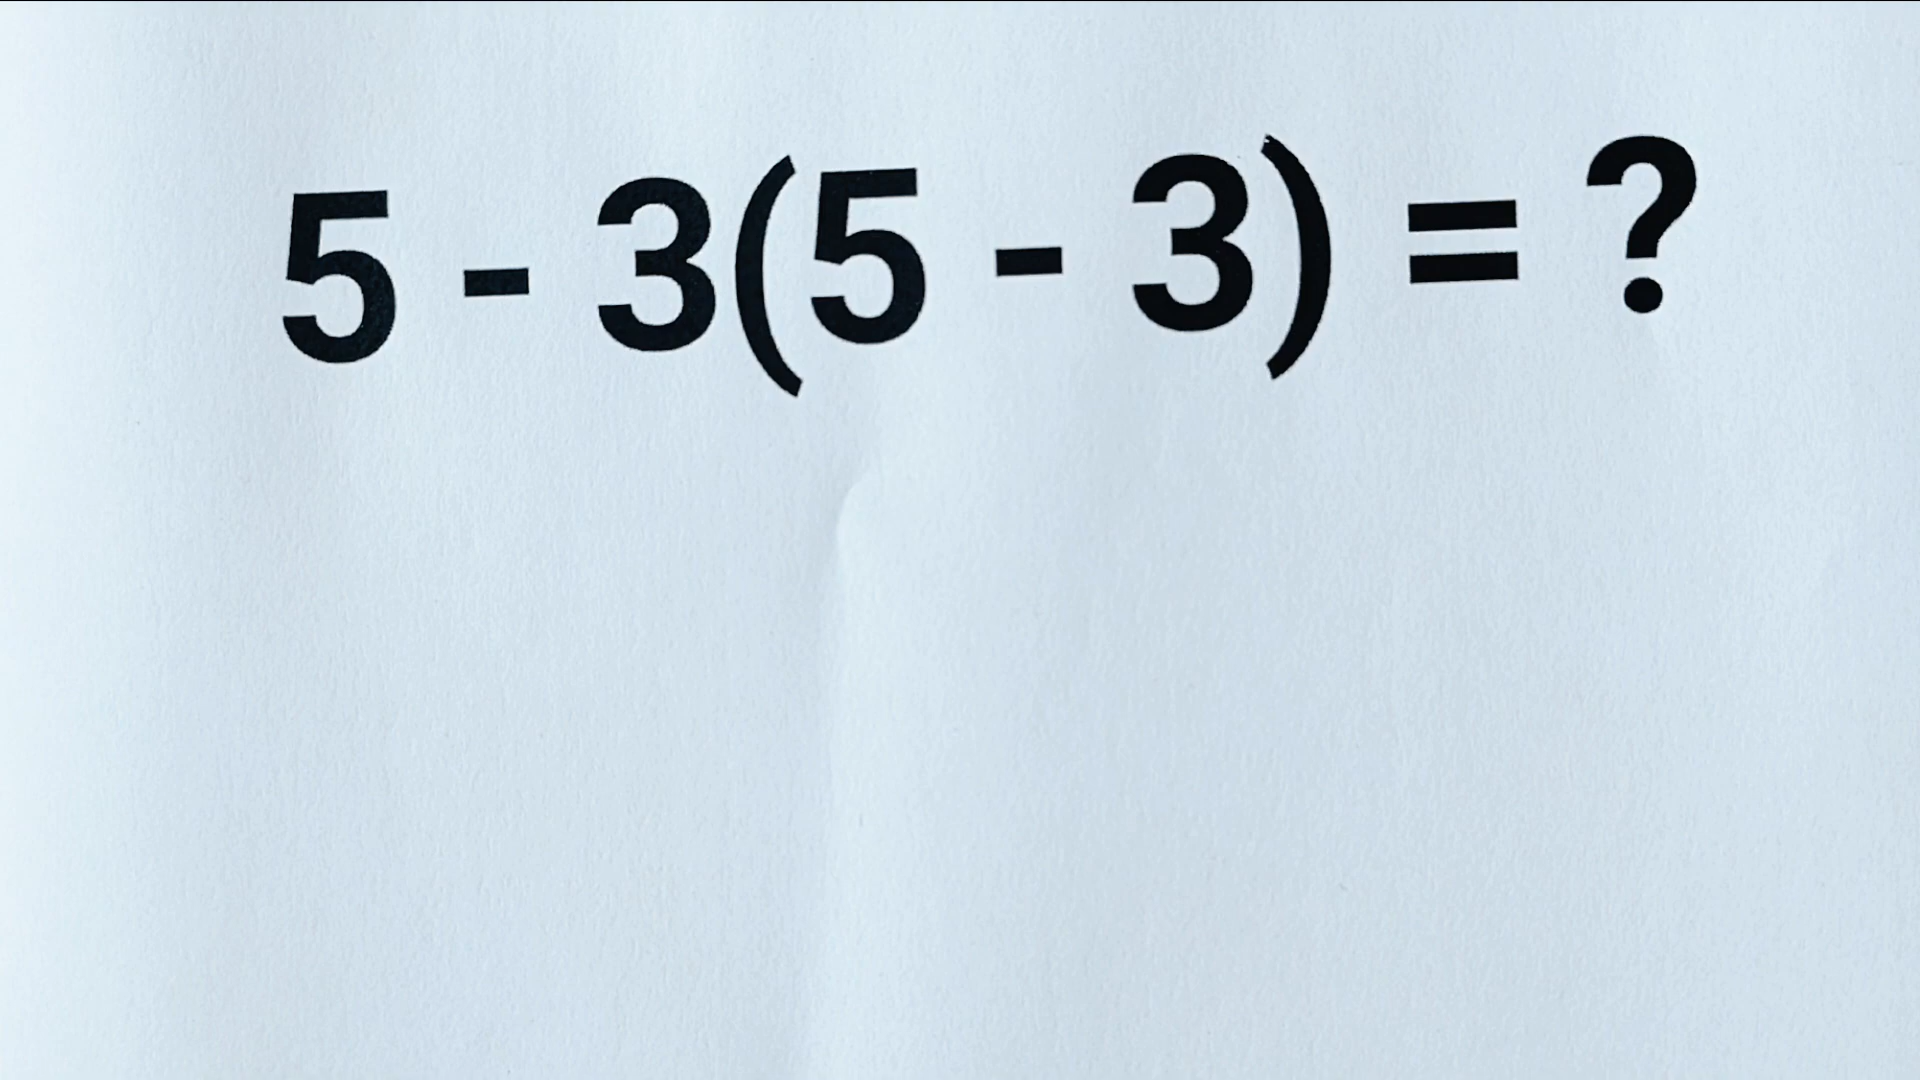 5 - 3(5 - 3) = ?